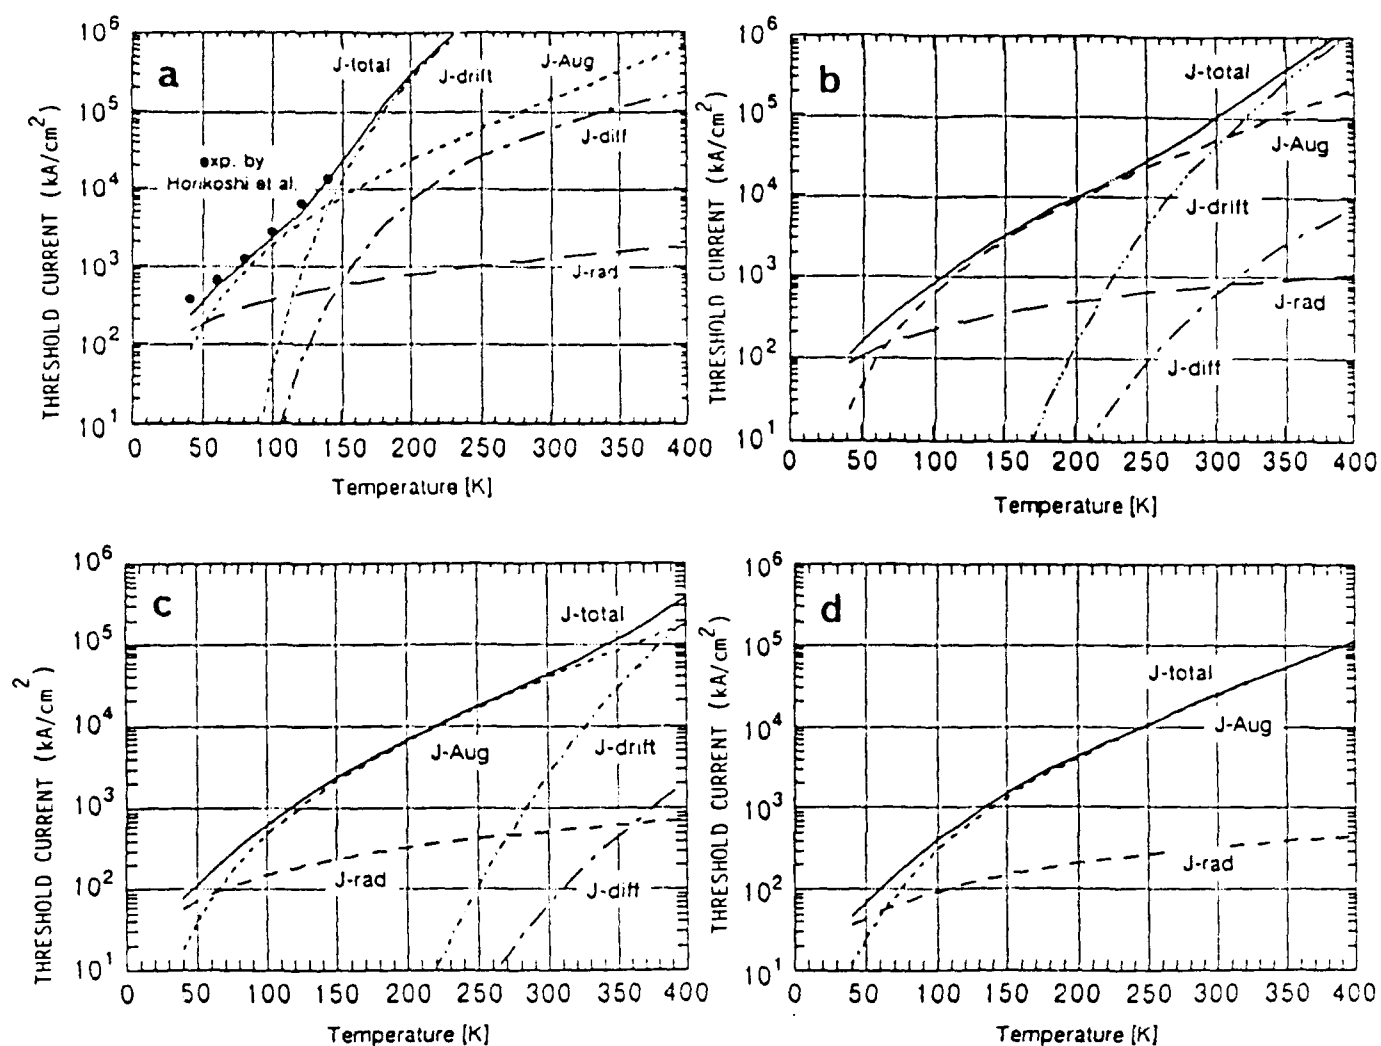 a
THRESHOLD CURRENT (kA/cm²)
10⁶
10⁵
10⁴
10³
10²
10¹
J-total
J-drift
J-Aug
exp. by
Horikoshi et al.
J-diff
J-rad
0 50 100 150 200 250 300 350 400
Temperature [K]
b
THRESHOLD CURRENT (kA/cm²)
10⁶
10⁵
10⁴
10³
10²
10¹
J-total
J-Aug
J-drift
J-rad
J-diff
0 50 100 150 200 250 300 350 400
Temperature [K]
c
THRESHOLD CURRENT (kA/cm²)
10⁶
10⁵
10⁴
10³
10²
10¹
J-total
J-Aug
J-drift
J-rad
J-diff
0 50 100 150 200 250 300 350 400
Temperature [K]
d
THRESHOLD CURRENT (kA/cm²)
10⁶
10⁵
10⁴
10³
10²
10¹
J-total
J-Aug
J-rad
0 50 100 150 200 250 300 350 400
Temperature [K]